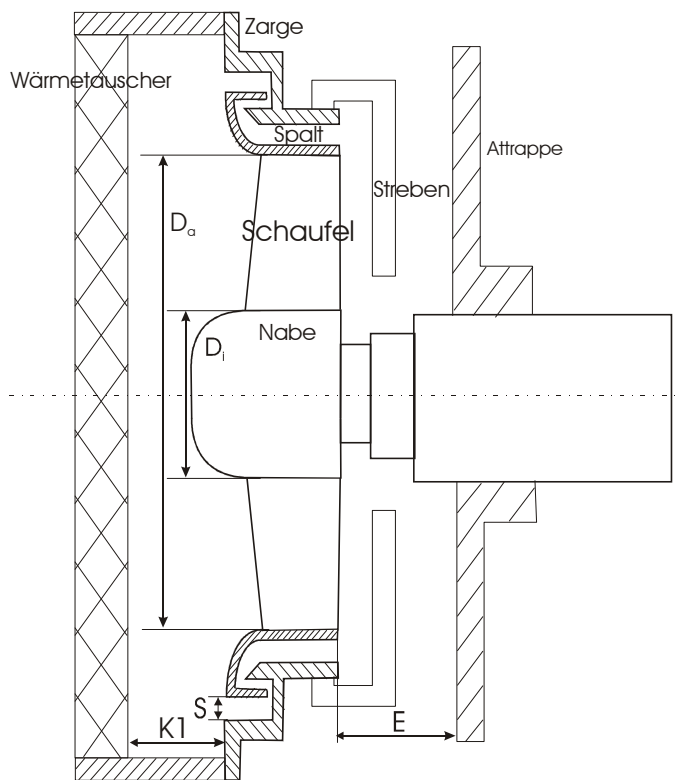 Zarge
Wärmetauscher
Spalt
Attrappe
Streben
Da
Schaufel
Nabe
Di
S
K1
E